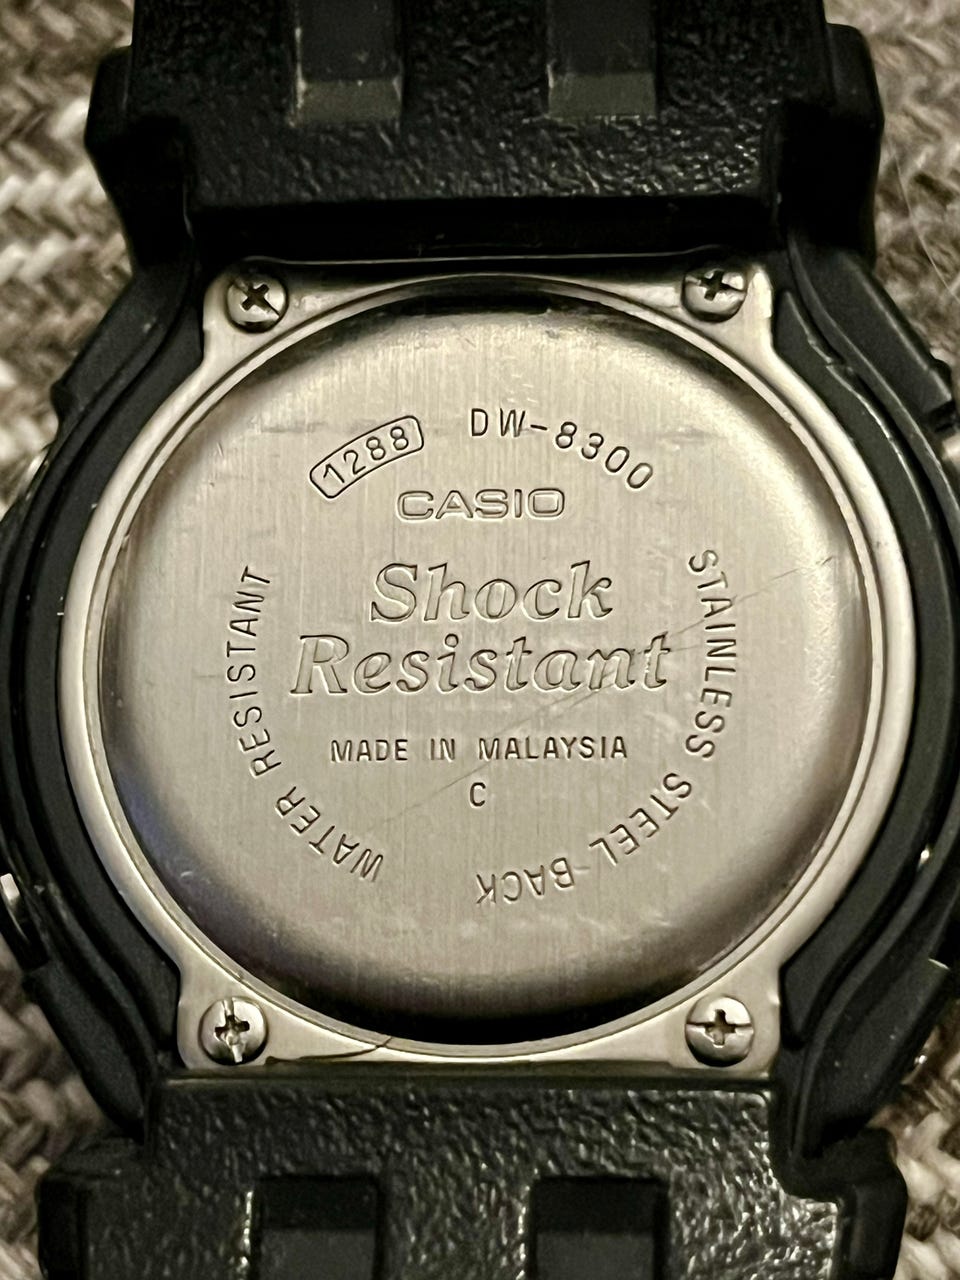 1288
DW-8300
CASIO
Shock
Resistant
MADE IN MALAYSIA
C
STAINLESS STEEL BACK
WATER RESISTANT